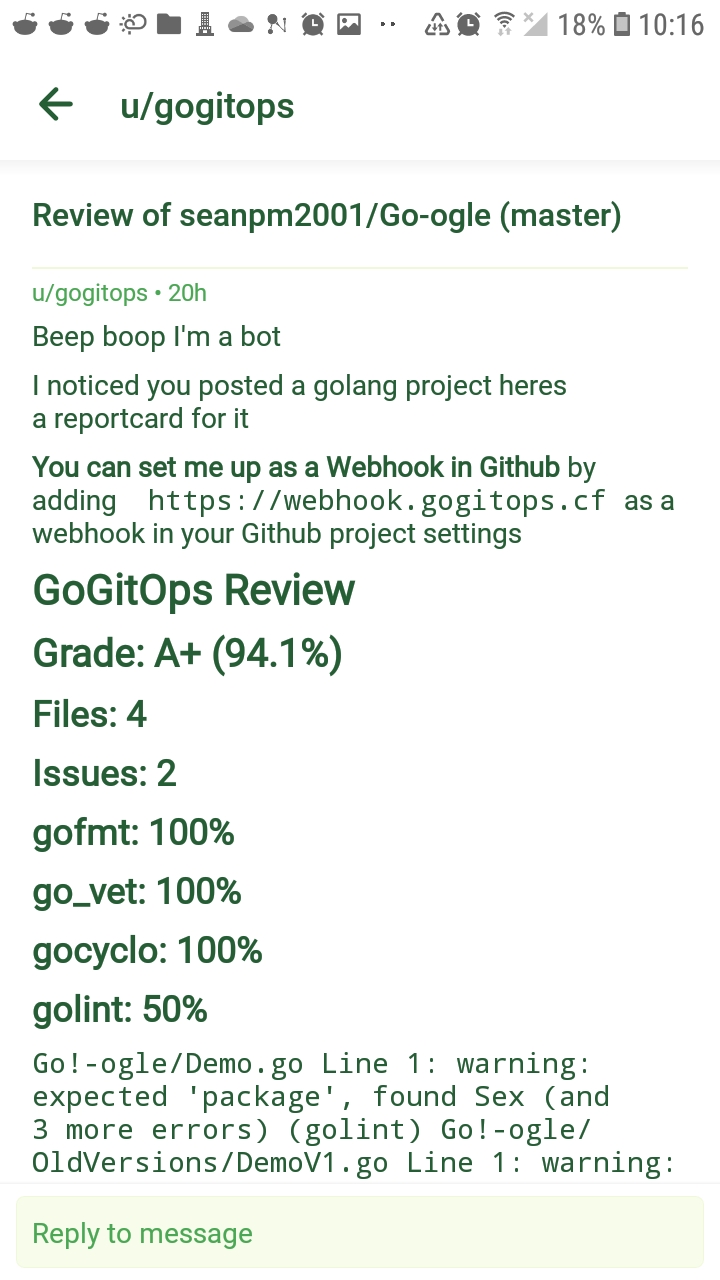 18% 10:16
u/gogitops
Review of seanpm2001/Go-ogle (master)
u/gogitops • 20h
Beep boop I'm a bot
I noticed you posted a golang project heres
a reportcard for it
You can set me up as a Webhook in Github by
adding https://webhook.gogitops.cf as a
webhook in your Github project settings
GoGitOps Review
Grade: A+ (94.1%)
Files: 4
Issues: 2
gofmt: 100%
go_vet: 100%
gocyclo: 100%
golint: 50%
Go!-ogle/Demo.go Line 1: warning:
expected 'package', found Sex (and
3 more errors) (golint) Go!-ogle/
OldVersions/DemoV1.go Line 1: warning:
Reply to message